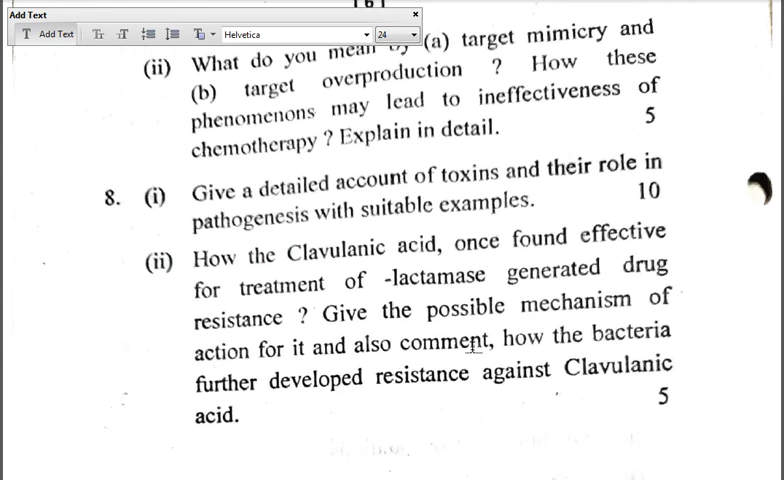 Add Text
T Add Text Helvetica 24
(ii) What do you mean by (a) target mimicry and
(b) target overproduction ? How these
phenomenons may lead to ineffectiveness of
chemotherapy ? Explain in detail. 5
8. (i) Give a detailed account of toxins and their role in
pathogenesis with suitable examples. 10
(ii) How the Clavulanic acid, once found effective
for treatment of -lactamase generated drug
resistance ? Give the possible mechanism of
action for it and also comment, how the bacteria
further developed resistance against Clavulanic
acid. 5